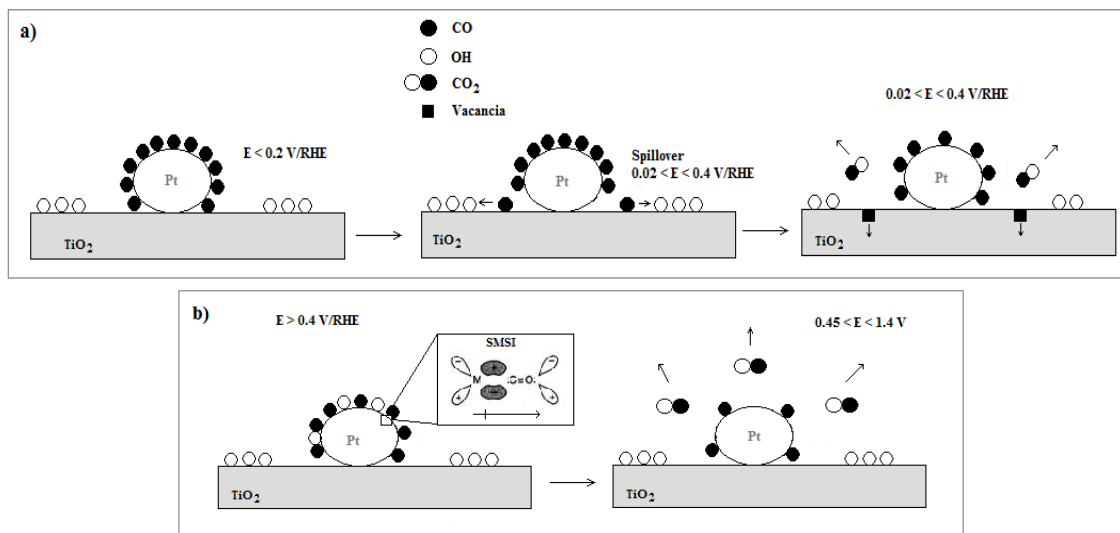 a)
CO
OH
CO2
Vacancia
E < 0.2 V/RHE
Pt
TiO2
Spillover
0.02 < E < 0.4 V/RHE
Pt
TiO2
0.02 < E < 0.4 V/RHE
Pt
TiO2
b)
E > 0.4 V/RHE
SMSI
M :C=O:
Pt
TiO2
0.45 < E < 1.4 V
Pt
TiO2